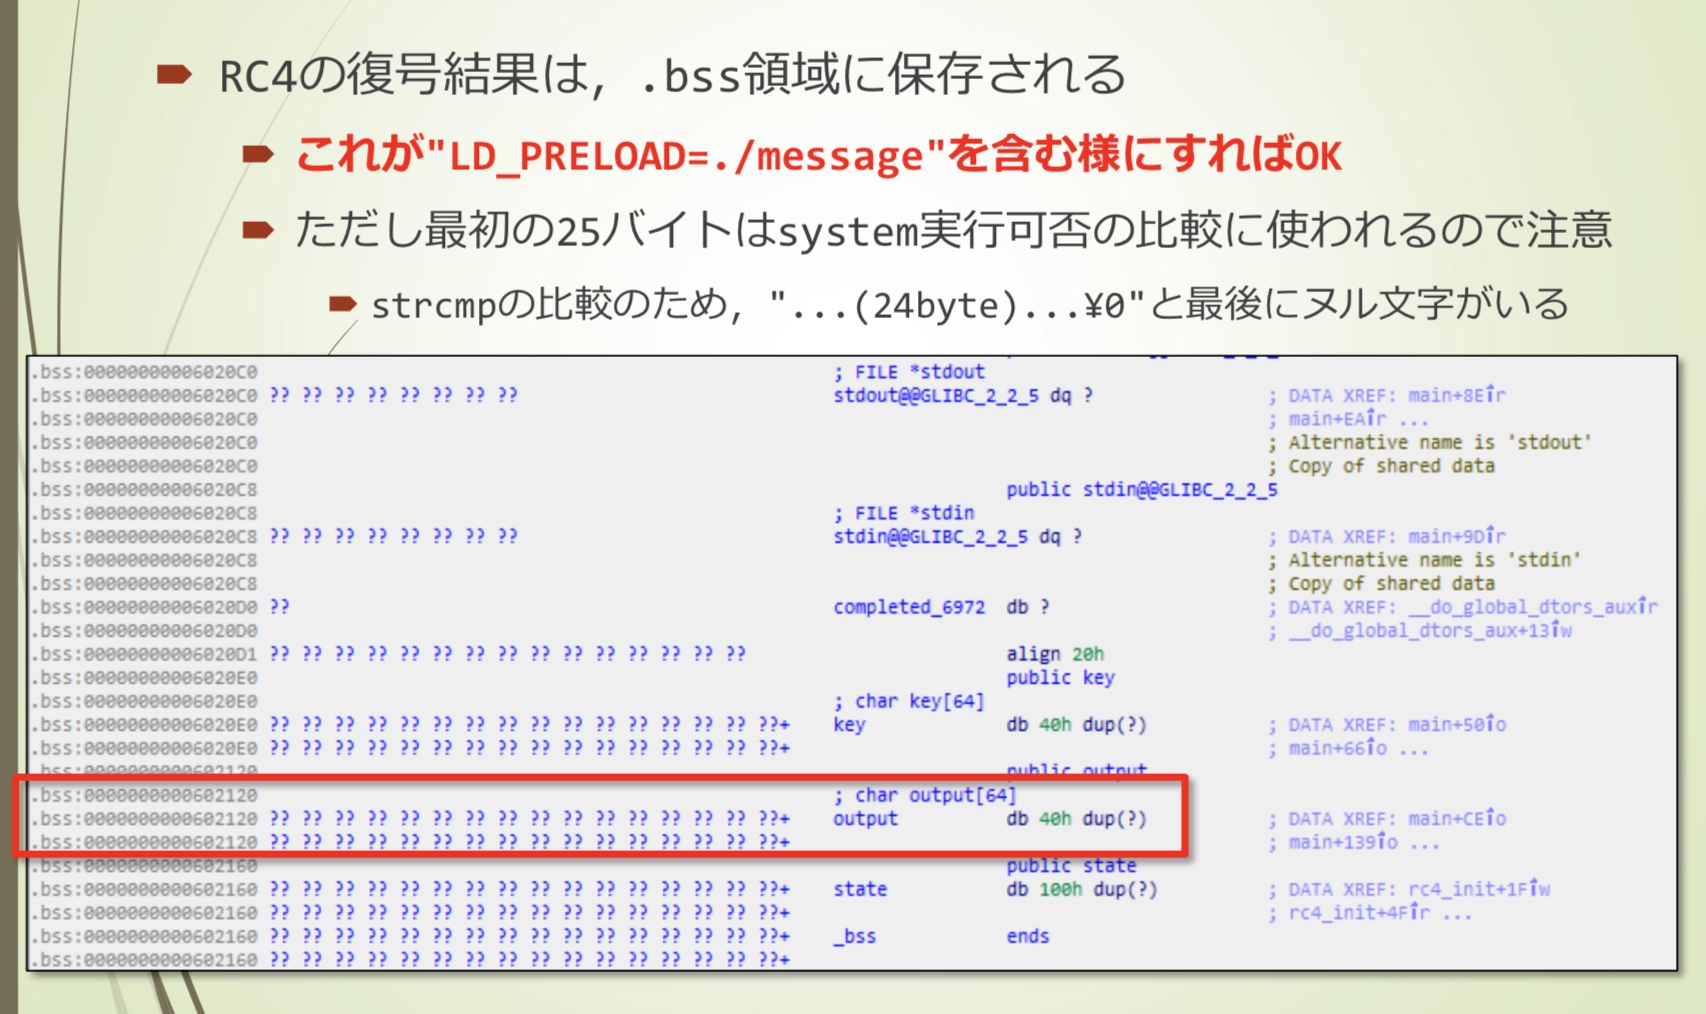 RC4の復号結果は, .bss領域に保存される
これが"LD_PRELOAD=./message"を含む様にすればOK
ただし最初の25バイトはsystem実行可否の比較に使われるので注意
strcmpの比較のため, "...(24byte)...¥0"と最後にヌル文字がいる
.bss:00000000006020C0 ; FILE *stdout
.bss:00000000006020C0 ?? ?? ?? ?? ?? ?? ?? ?? stdout@@GLIBC_2_2_5 dq ? ; DATA XREF: main+8E↑r
.bss:00000000006020C0 ; main+EA↑r ...
.bss:00000000006020C0 ; Alternative name is 'stdout'
.bss:00000000006020C0 ; Copy of shared data
.bss:00000000006020C8 public stdin@@GLIBC_2_2_5
.bss:00000000006020C8 ; FILE *stdin
.bss:00000000006020C8 ?? ?? ?? ?? ?? ?? ?? ?? stdin@@GLIBC_2_2_5 dq ? ; DATA XREF: main+9D↑r
.bss:00000000006020C8 ; Alternative name is 'stdin'
.bss:00000000006020C8 ; Copy of shared data
.bss:00000000006020D0 ?? completed_6972 db ? ; DATA XREF: __do_global_dtors_aux↑r
.bss:00000000006020D0 ; __do_global_dtors_aux+13↑w
.bss:00000000006020D1 ?? ?? ?? ?? ?? ?? ?? ?? ?? ?? ?? ?? ?? ?? ?? align 20h
.bss:00000000006020E0 public key
.bss:00000000006020E0 ; char key[64]
.bss:00000000006020E0 ?? ?? ?? ?? ?? ?? ?? ?? ?? ?? ?? ?? ?? ?? ?? ??+ key db 40h dup(?) ; DATA XREF: main+50↑o
.bss:00000000006020E0 ?? ?? ?? ?? ?? ?? ?? ?? ?? ?? ?? ?? ?? ?? ?? ??+ ; main+66↑o ...
.bss:0000000000602120 public output
.bss:0000000000602120 ; char output[64]
.bss:0000000000602120 ?? ?? ?? ?? ?? ?? ?? ?? ?? ?? ?? ?? ?? ?? ?? ??+ output db 40h dup(?) ; DATA XREF: main+CE↑o
.bss:0000000000602120 ?? ?? ?? ?? ?? ?? ?? ?? ?? ?? ?? ?? ?? ?? ?? ??+ ; main+139↑o ...
.bss:0000000000602160 public state
.bss:0000000000602160 ?? ?? ?? ?? ?? ?? ?? ?? ?? ?? ?? ?? ?? ?? ?? ??+ state db 100h dup(?) ; DATA XREF: rc4_init+1F↑w
.bss:0000000000602160 ?? ?? ?? ?? ?? ?? ?? ?? ?? ?? ?? ?? ?? ?? ?? ??+ ; rc4_init+4F↑r ...
.bss:0000000000602160 ?? ?? ?? ?? ?? ?? ?? ?? ?? ?? ?? ?? ?? ?? ?? ??+ _bss ends
.bss:0000000000602160 ?? ?? ?? ?? ?? ?? ?? ?? ?? ?? ?? ?? ?? ?? ?? ??+